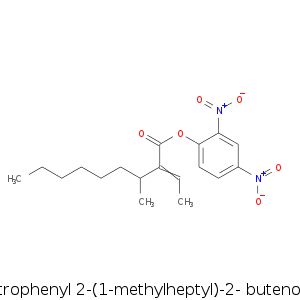 O
N⁺
O⁻
O
O
N⁺
O⁻
O
H₃C
CH₃
CH₃
trophenyl 2-(1-methylheptyl)-2- buteno